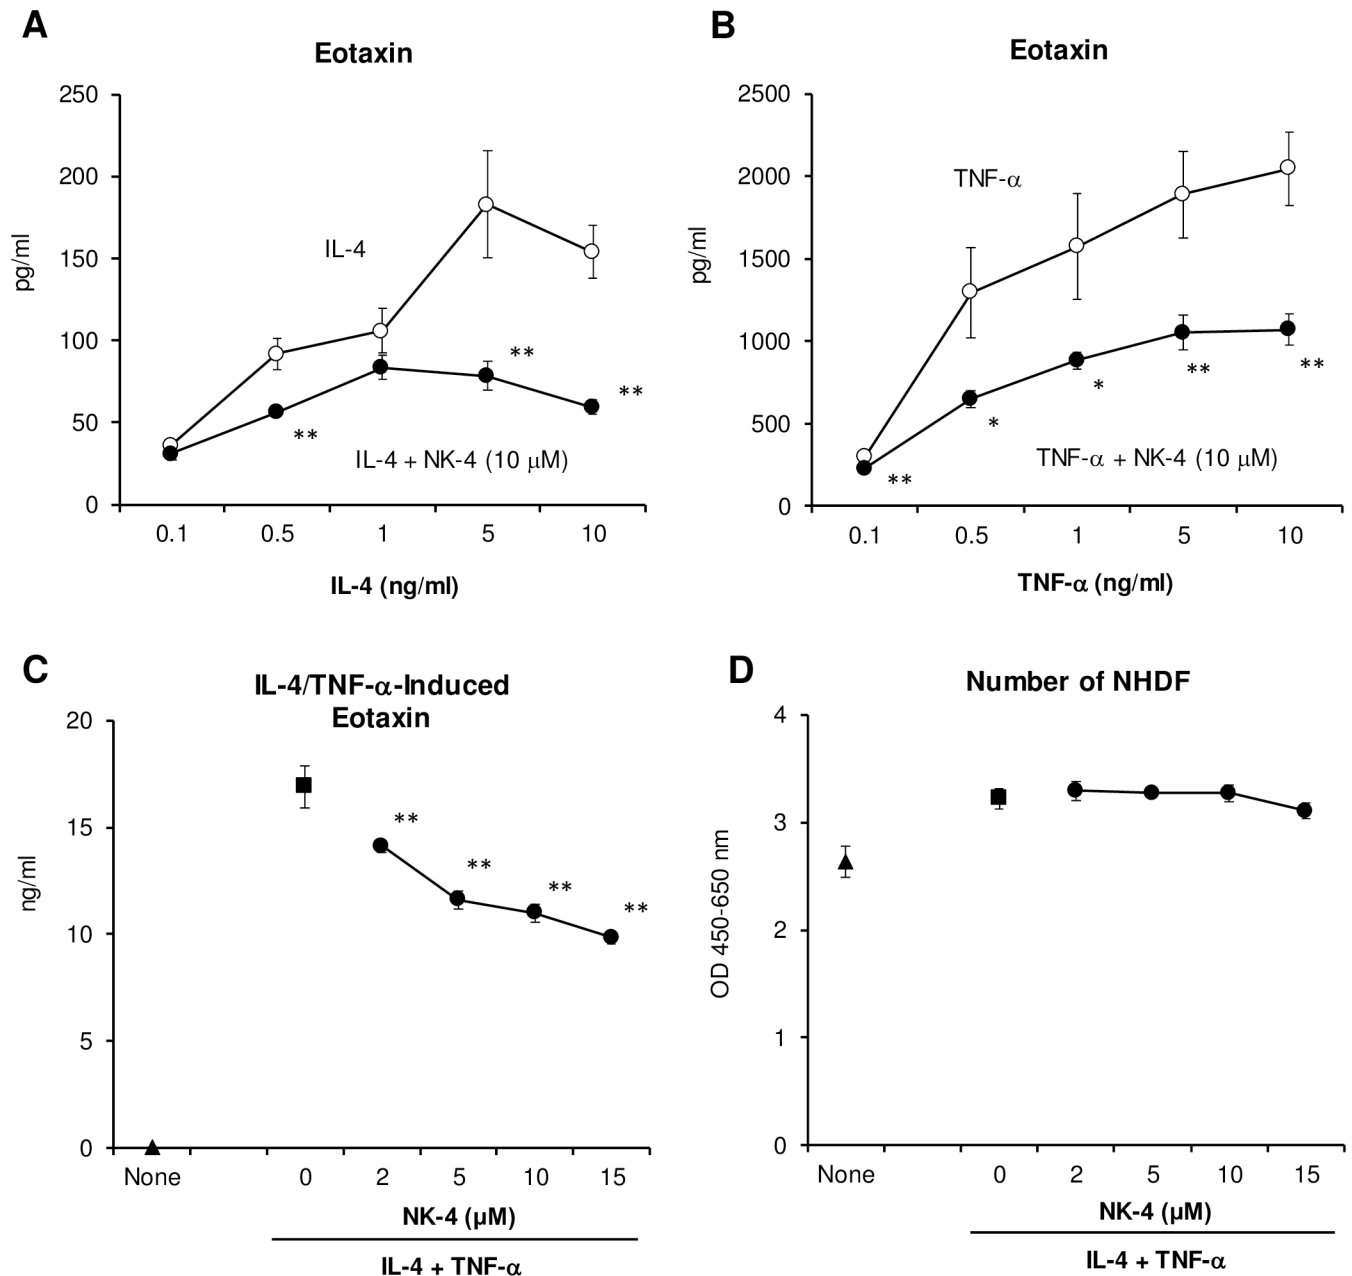 A
Eotaxin
250
200
150
100
50
0
pg/ml
IL-4
**
**
**
IL-4 + NK-4 (10 μM)
0.1 0.5 1 5 10
IL-4 (ng/ml)
B
Eotaxin
2500
2000
1500
1000
500
0
pg/ml
TNF-α
**
*
*
**
**
TNF-α + NK-4 (10 μM)
0.1 0.5 1 5 10
TNF-α (ng/ml)
C
IL-4/TNF-α-Induced
Eotaxin
20
15
10
5
0
ng/ml
**
**
**
**
None 0 2 5 10 15
NK-4 (μM)
IL-4 + TNF-α
D
Number of NHDF
4
3
2
1
0
OD 450-650 nm
None 0 2 5 10 15
NK-4 (μM)
IL-4 + TNF-α